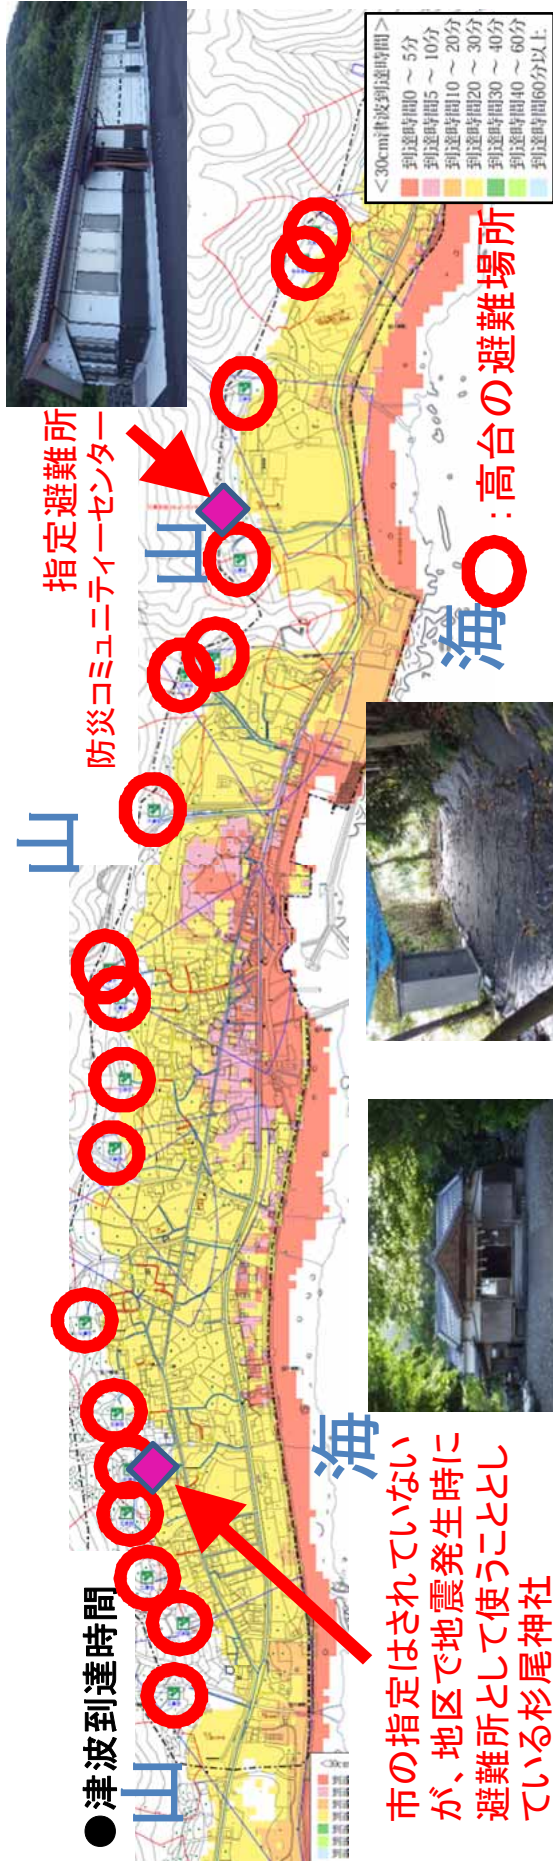 ●津波到達時間
山
山
山
指定避難所
防災コミュニティーセンター
海
海
:高台の避難場所
市の指定はされていない
が、地区で地震発生時に
避難所として使うこととし
ている杉尾神社
<30cm津波到達時間>
到達時間0 ~ 5分
到達時間5 ~ 10分
到達時間10 ~ 20分
到達時間20 ~ 30分
到達時間30 ~ 40分
到達時間40 ~ 60分
到達時間60分以上